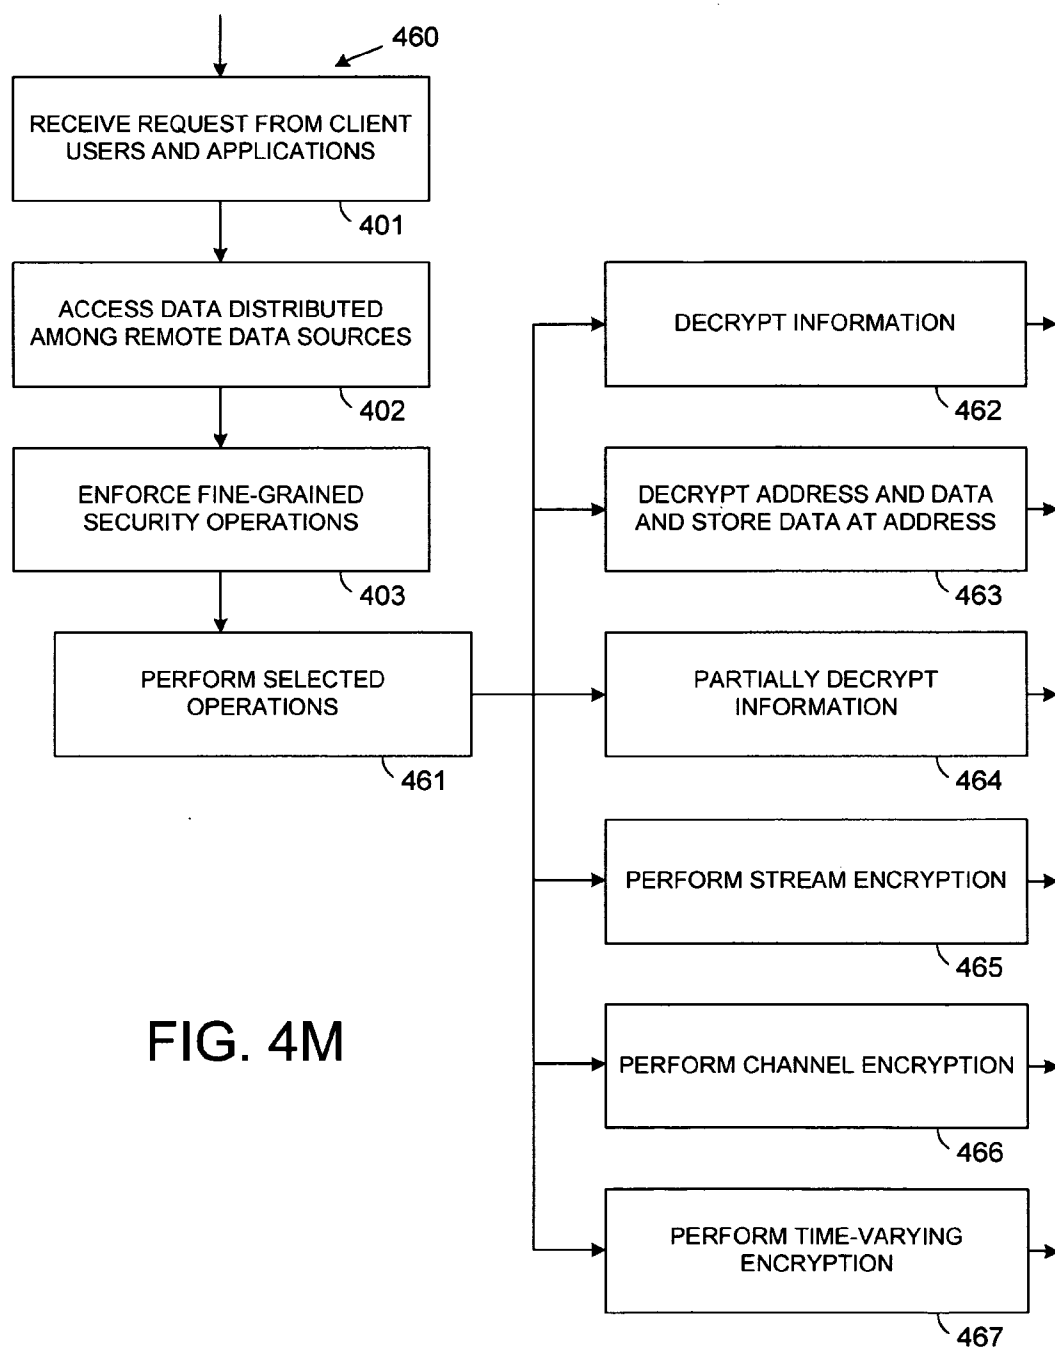 460
RECEIVE REQUEST FROM CLIENT
USERS AND APPLICATIONS
401
ACCESS DATA DISTRIBUTED
AMONG REMOTE DATA SOURCES
402
ENFORCE FINE-GRAINED
SECURITY OPERATIONS
403
PERFORM SELECTED
OPERATIONS
461
DECRYPT INFORMATION
462
DECRYPT ADDRESS AND DATA
AND STORE DATA AT ADDRESS
463
PARTIALLY DECRYPT
INFORMATION
464
PERFORM STREAM ENCRYPTION
465
PERFORM CHANNEL ENCRYPTION
466
PERFORM TIME-VARYING
ENCRYPTION
467
FIG. 4M